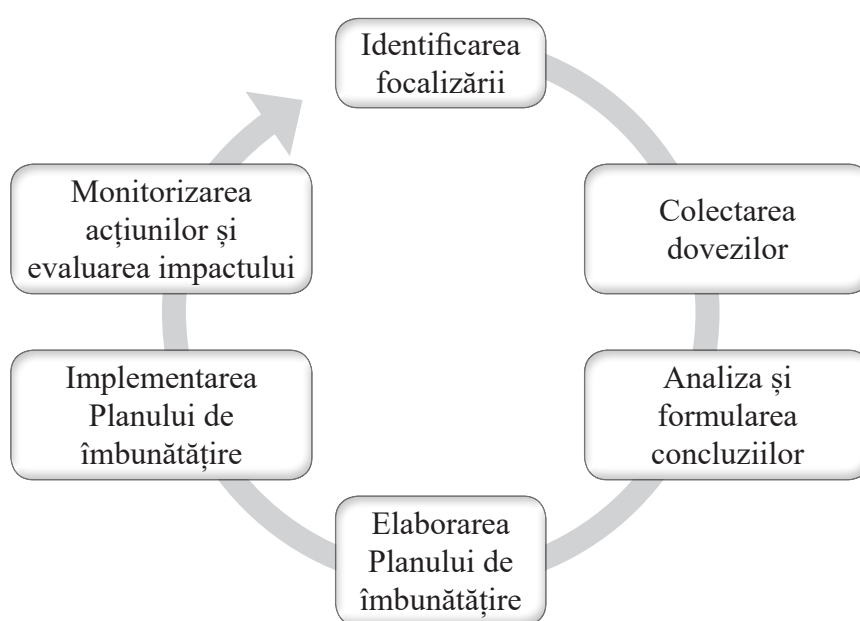 Identificarea
focalizării
Colectarea
dovezilor
Analiza și
formularea
concluziilor
Elaborarea
Planului de
îmbunătățire
Implementarea
Planului de
îmbunătățire
Monitorizarea
acțiunilor și
evaluarea impactului